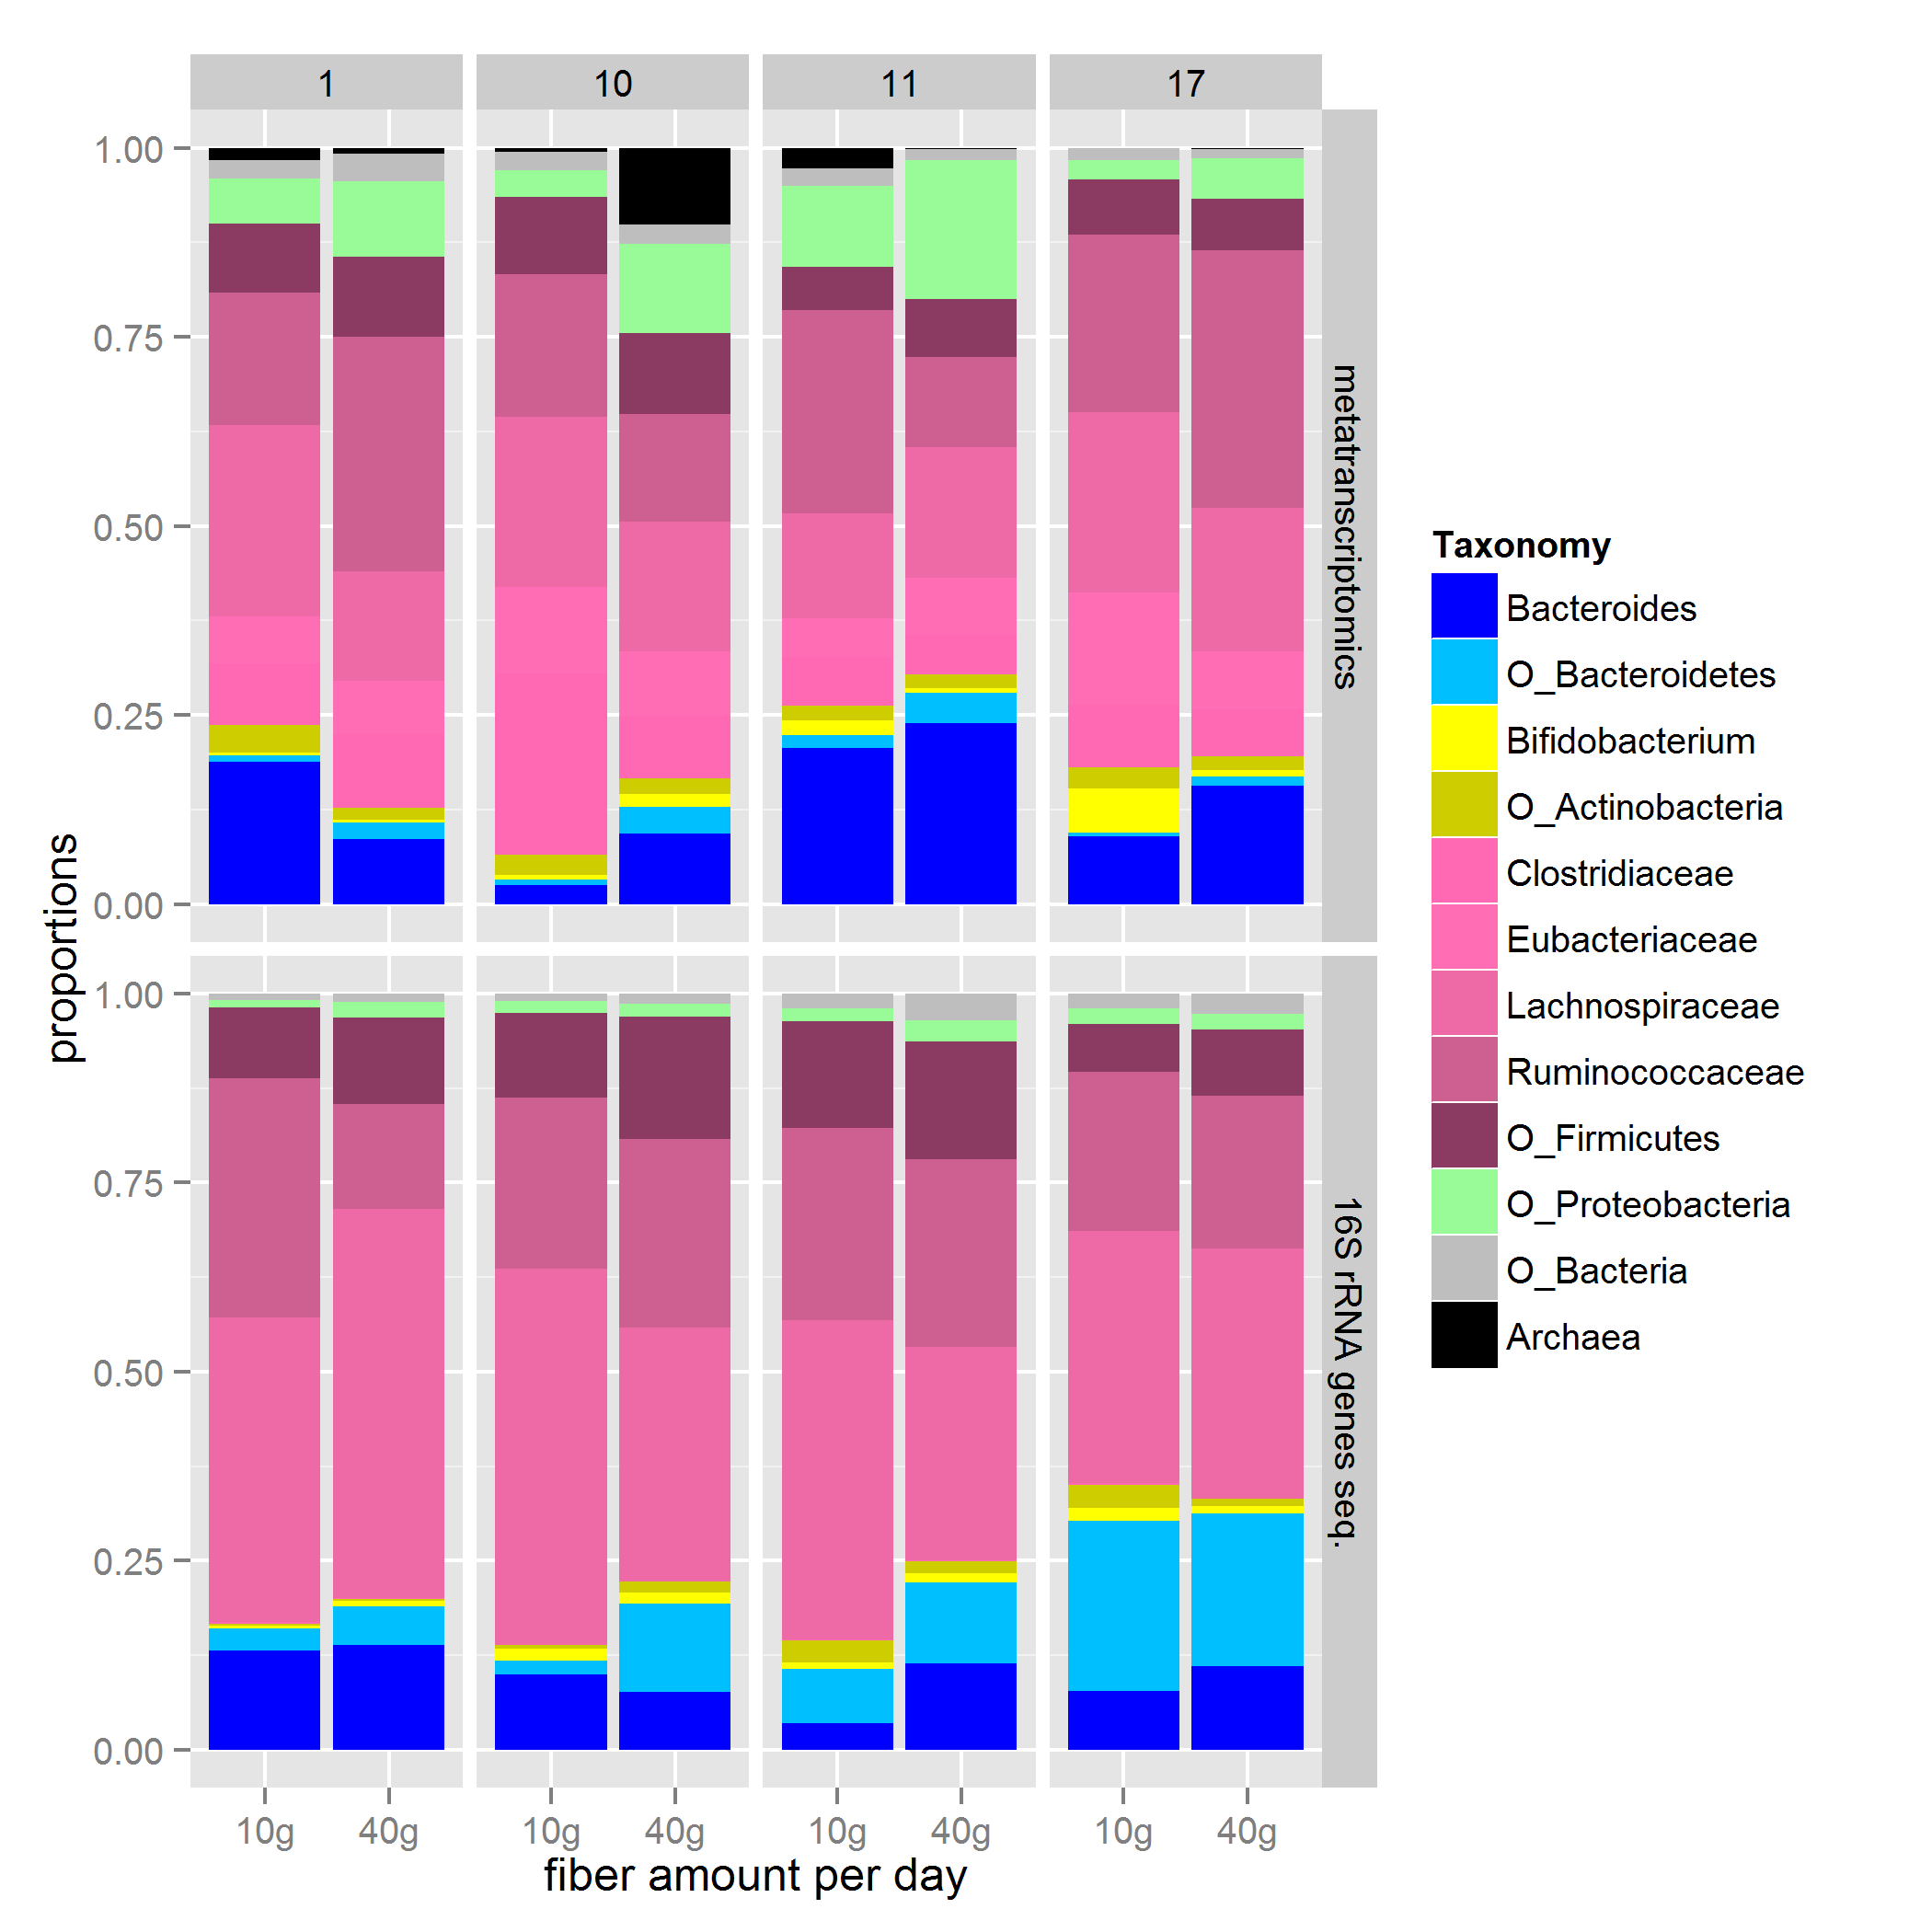 1 10 11 17
1.00
0.75
0.50
0.25
0.00
metatranscriptomics
1.00
0.75
0.50
0.25
0.00
16S rRNA genes seq.
proportions
10g 40g 10g 40g 10g 40g 10g 40g
fiber amount per day
Taxonomy
Bacteroides
O_Bacteroidetes
Bifidobacterium
O_Actinobacteria
Clostridiaceae
Eubacteriaceae
Lachnospiraceae
Ruminococcaceae
O_Firmicutes
O_Proteobacteria
O_Bacteria
Archaea